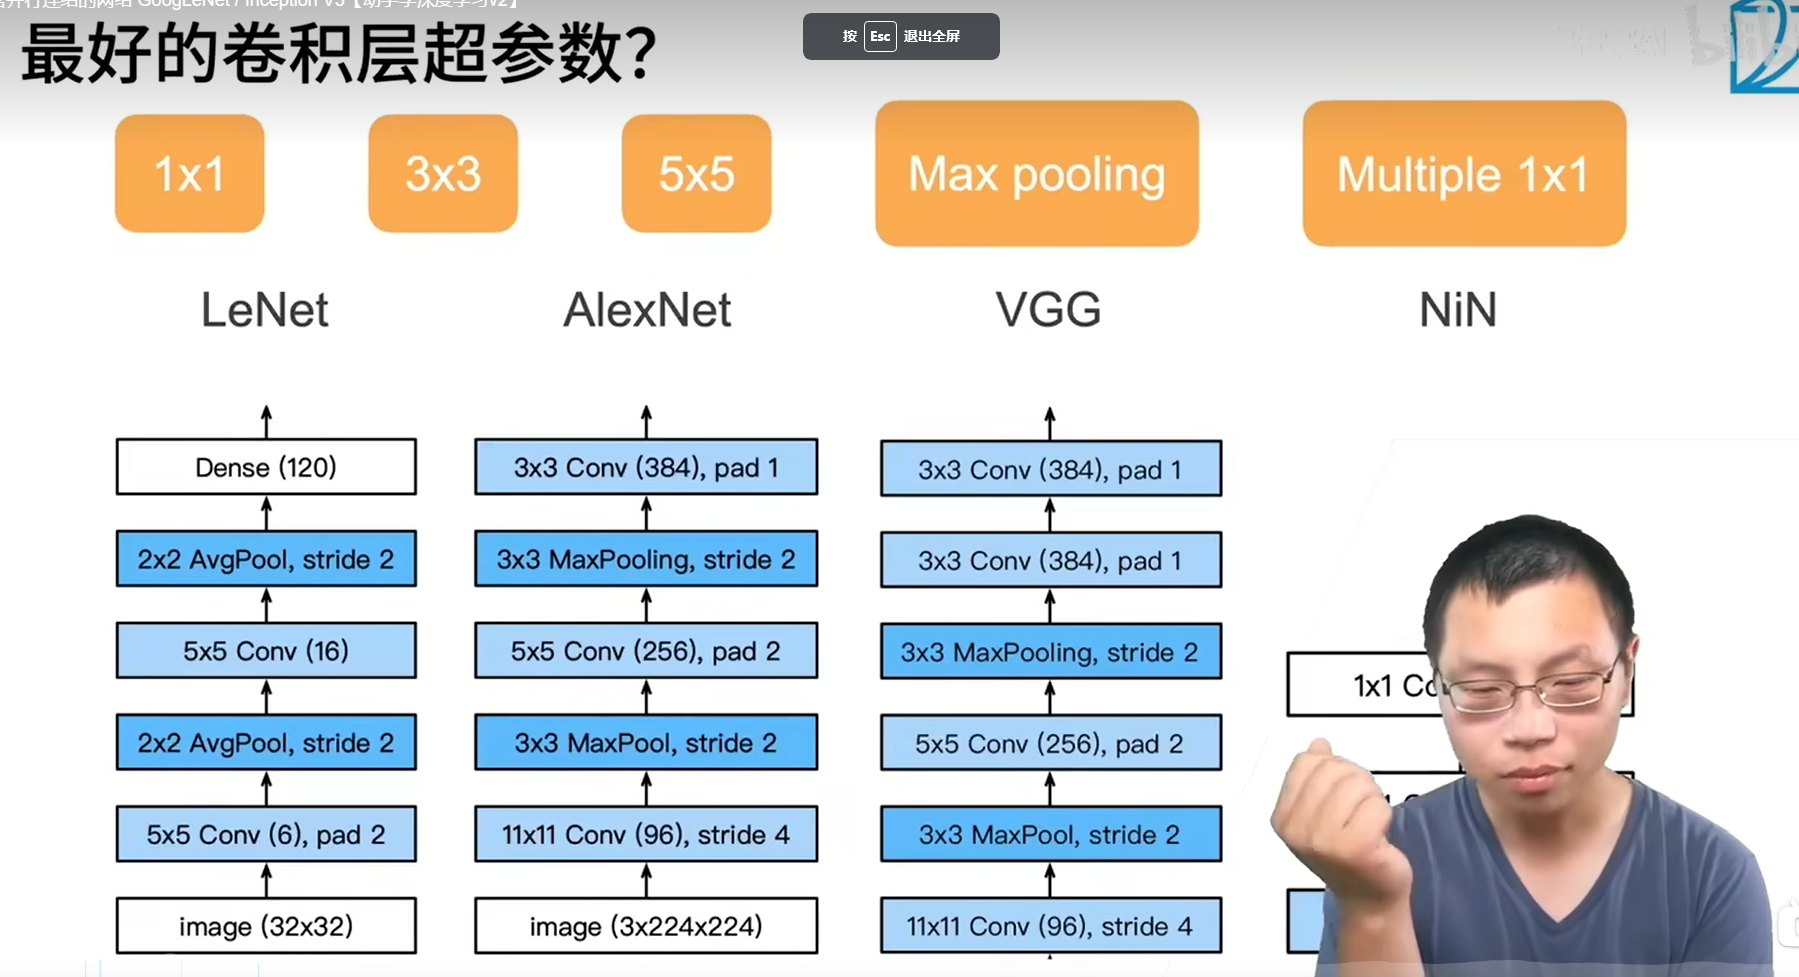 的网络 GoogLeNet / Inception V3【动手学深度学习v2】
按 Esc 退出全屏
最好的卷积层超参数？
1x1
3x3
5x5
Max pooling
Multiple 1x1
LeNet
AlexNet
VGG
NiN
Dense (120)
2x2 AvgPool, stride 2
5x5 Conv (16)
2x2 AvgPool, stride 2
5x5 Conv (6), pad 2
image (32x32)
3x3 Conv (384), pad 1
3x3 MaxPooling, stride 2
5x5 Conv (256), pad 2
3x3 MaxPool, stride 2
11x11 Conv (96), stride 4
image (3x224x224)
3x3 Conv (384), pad 1
3x3 Conv (384), pad 1
3x3 MaxPooling, stride 2
5x5 Conv (256), pad 2
3x3 MaxPool, stride 2
11x11 Conv (96), stride 4
1x1 Co